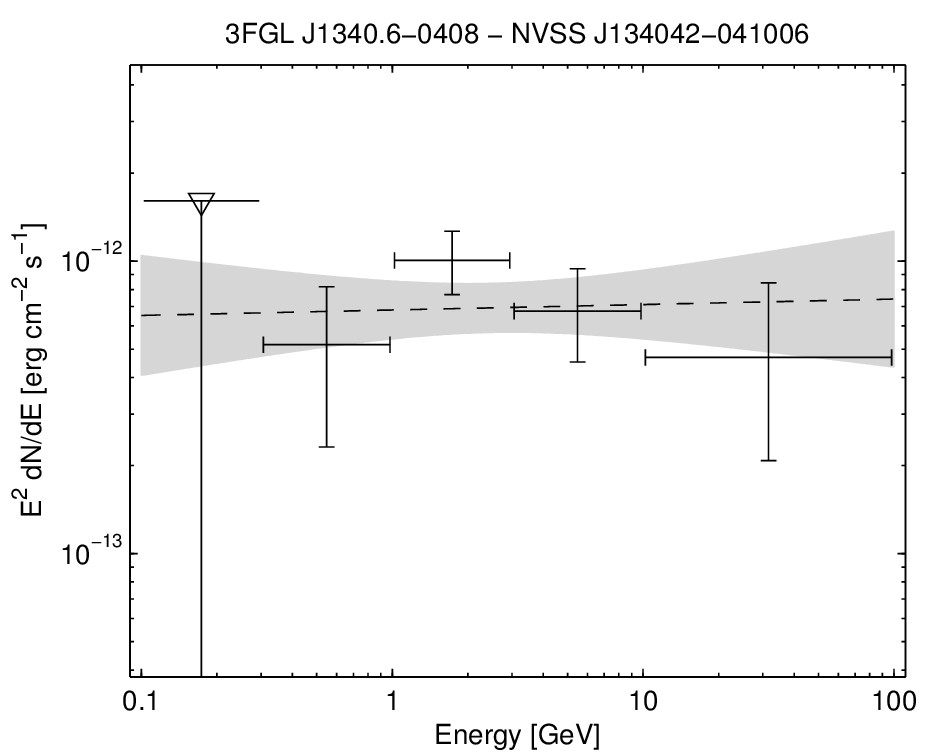 3FGL J1340.6−0408 − NVSS J134042−041006
E² dN/dE [erg cm⁻² s⁻¹]
10⁻¹²
10⁻¹³
0.1 1 10 100
Energy [GeV]